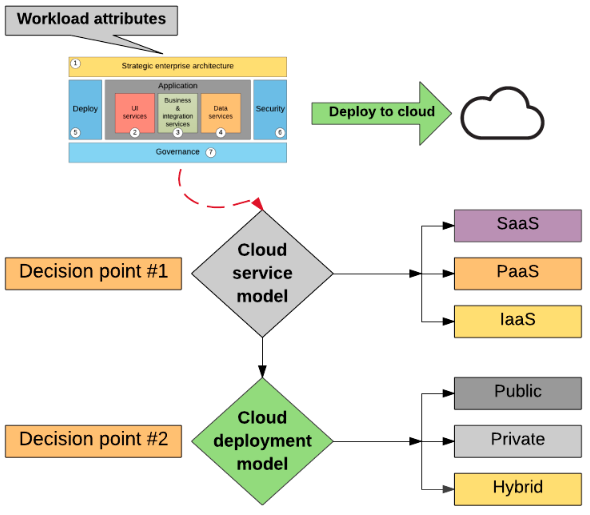 Workload attributes
1
Strategic enterprise architecture
Application
Deploy
5
UI
services
2
Business
&
integration
services
3
Data
services
4
Security
6
Governance 7
Deploy to cloud
Decision point #1
Cloud
service
model
SaaS
PaaS
IaaS
Decision point #2
Cloud
deployment
model
Public
Private
Hybrid